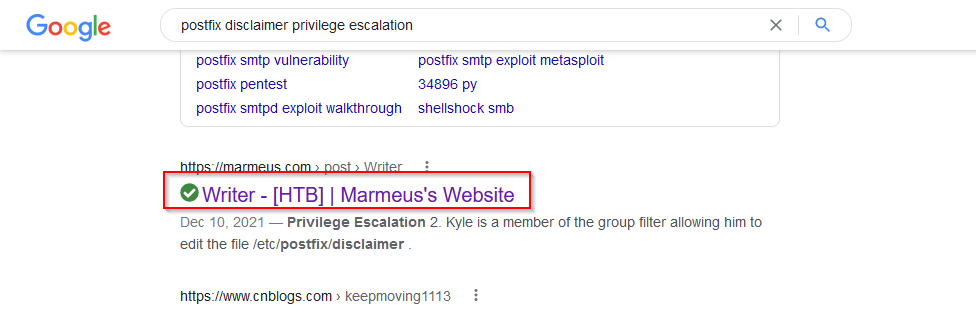 Google
postfix disclaimer privilege escalation
postfix smtp vulnerability postfix smtp exploit metasploit
postfix pentest 34896 py
postfix smtpd exploit walkthrough shellshock smb
https://marmeus.com › post › Writer
Writer - [HTB] | Marmeus's Website
Dec 10, 2021 — Privilege Escalation 2. Kyle is a member of the group filter allowing him to
edit the file /etc/postfix/disclaimer .
https://www.cnblogs.com › keepmoving1113